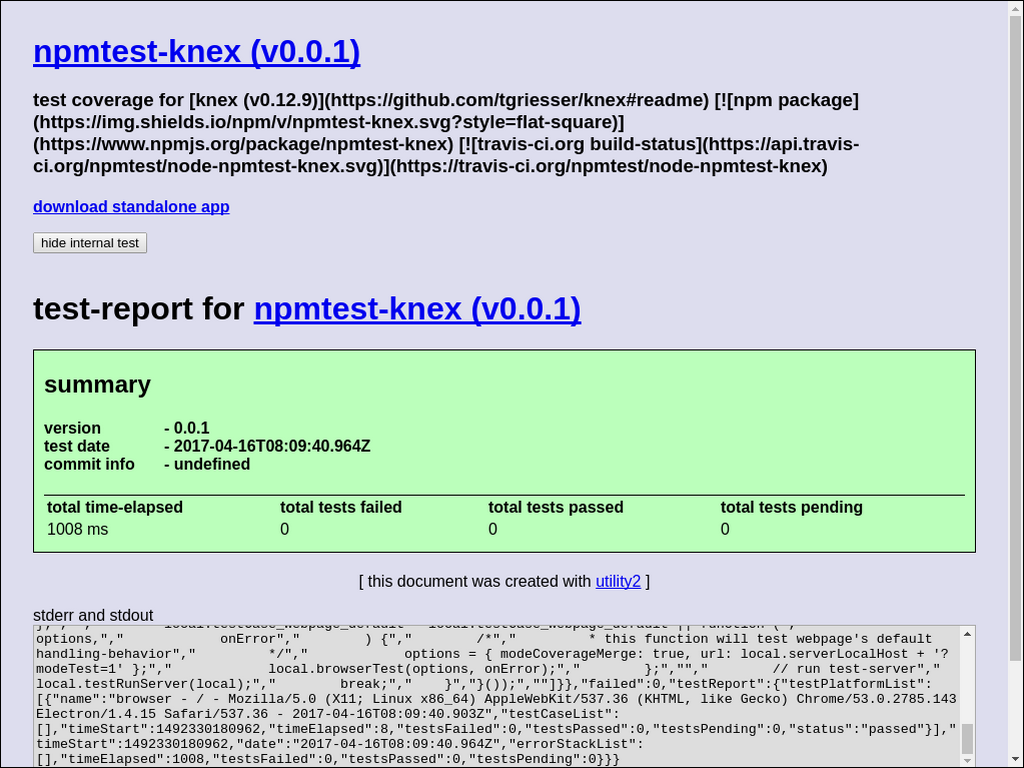 npmtest-knex (v0.0.1)
test coverage for [knex (v0.12.9)](https://github.com/tgriesser/knex#readme) [![npm package]
(https://img.shields.io/npm/v/npmtest-knex.svg?style=flat-square)]
(https://www.npmjs.org/package/npmtest-knex) [![travis-ci.org build-status](https://api.travis-
ci.org/npmtest/node-npmtest-knex.svg)](https://travis-ci.org/npmtest/node-npmtest-knex)
download standalone app
hide internal test
test-report for npmtest-knex (v0.0.1)
summary
version - 0.0.1
test date - 2017-04-16T08:09:40.964Z
commit info - undefined
total time-elapsed total tests failed total tests passed total tests pending
1008 ms 0 0 0
[ this document was created with utility2 ]
stderr and stdout
options,","            onError","        ) {","        /*","         * this function will test webpage's default
handling-behavior","         */","            options = { modeCoverageMerge: true, url: local.serverLocalHost + '?
modeTest=1' };","            local.browserTest(options, onError);","        };","","        // run test-server","
local.testRunServer(local);","        break;","    }","}());",""]}},"failed":0,"testReport":{"testPlatformList":
[{"name":"browser - / - Mozilla/5.0 (X11; Linux x86_64) AppleWebKit/537.36 (KHTML, like Gecko) Chrome/53.0.2785.143
Electron/1.4.15 Safari/537.36 - 2017-04-16T08:09:40.903Z","testCaseList":
[],"timeStart":1492330180962,"timeElapsed":8,"testsFailed":0,"testsPassed":0,"testsPending":0,"status":"passed"}],"
timeStart":1492330180962,"date":"2017-04-16T08:09:40.964Z","errorStackList":
[],"timeElapsed":1008,"testsFailed":0,"testsPassed":0,"testsPending":0}}}